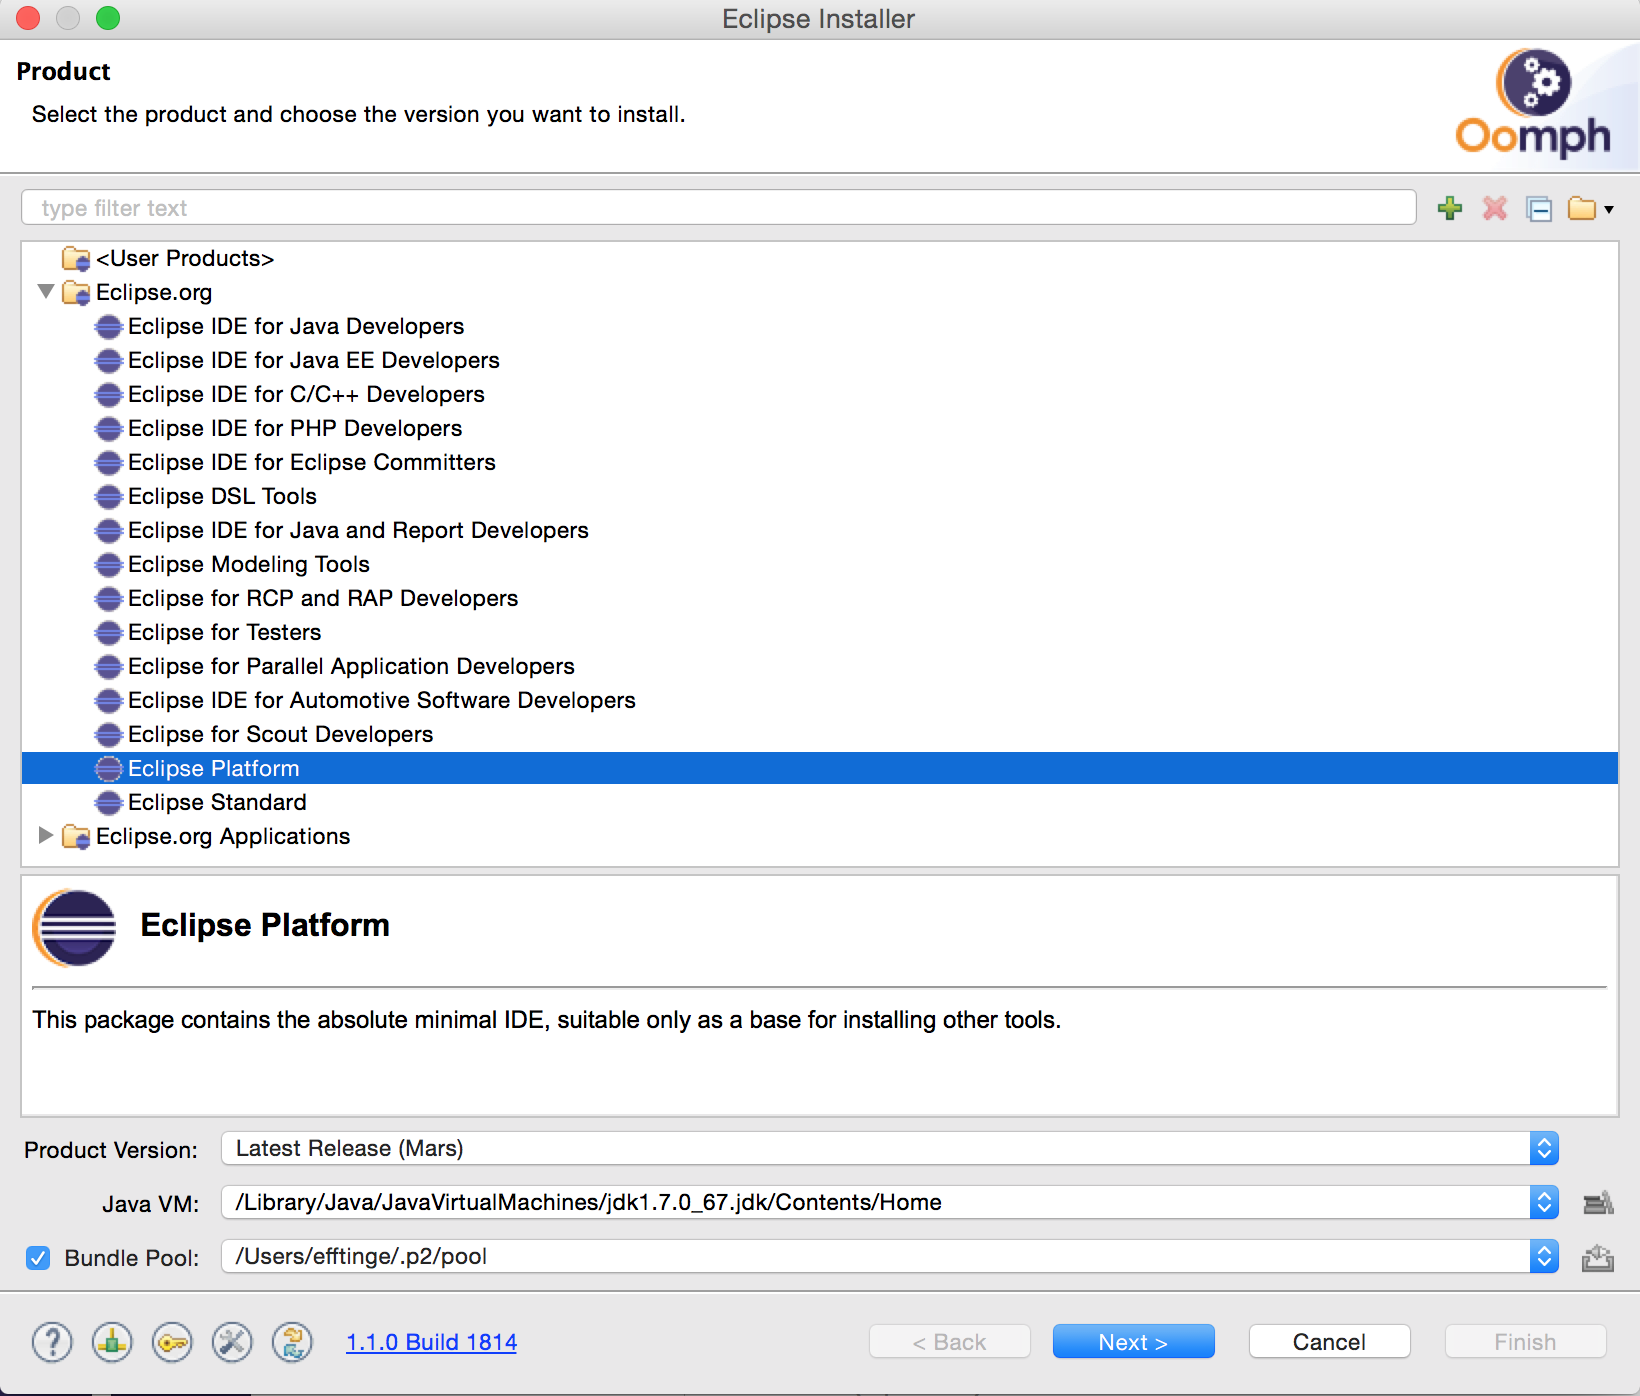 Eclipse Installer
Product
Select the product and choose the version you want to install.
Oomph
type filter text
<User Products>
Eclipse.org
Eclipse IDE for Java Developers
Eclipse IDE for Java EE Developers
Eclipse IDE for C/C++ Developers
Eclipse IDE for PHP Developers
Eclipse IDE for Eclipse Committers
Eclipse DSL Tools
Eclipse IDE for Java and Report Developers
Eclipse Modeling Tools
Eclipse for RCP and RAP Developers
Eclipse for Testers
Eclipse for Parallel Application Developers
Eclipse IDE for Automotive Software Developers
Eclipse for Scout Developers
Eclipse Platform
Eclipse Standard
Eclipse.org Applications
Eclipse Platform
This package contains the absolute minimal IDE, suitable only as a base for installing other tools.
Product Version: Latest Release (Mars)
Java VM: /Library/Java/JavaVirtualMachines/jdk1.7.0_67.jdk/Contents/Home
Bundle Pool: /Users/efftinge/.p2/pool
? 1.1.0 Build 1814 < Back Next > Cancel Finish